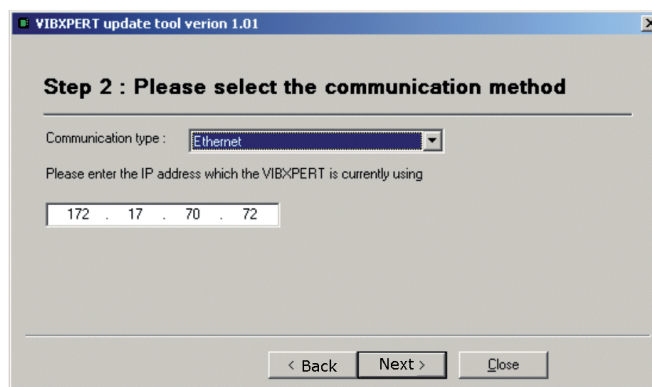 VIBXPERT update tool verion 1.01
Step 2 : Please select the communication method
Communication type :
Ethernet
Please enter the IP address which the VIBXPERT is currently using
172 . 17 . 70 . 72
< Back
Next >
Close